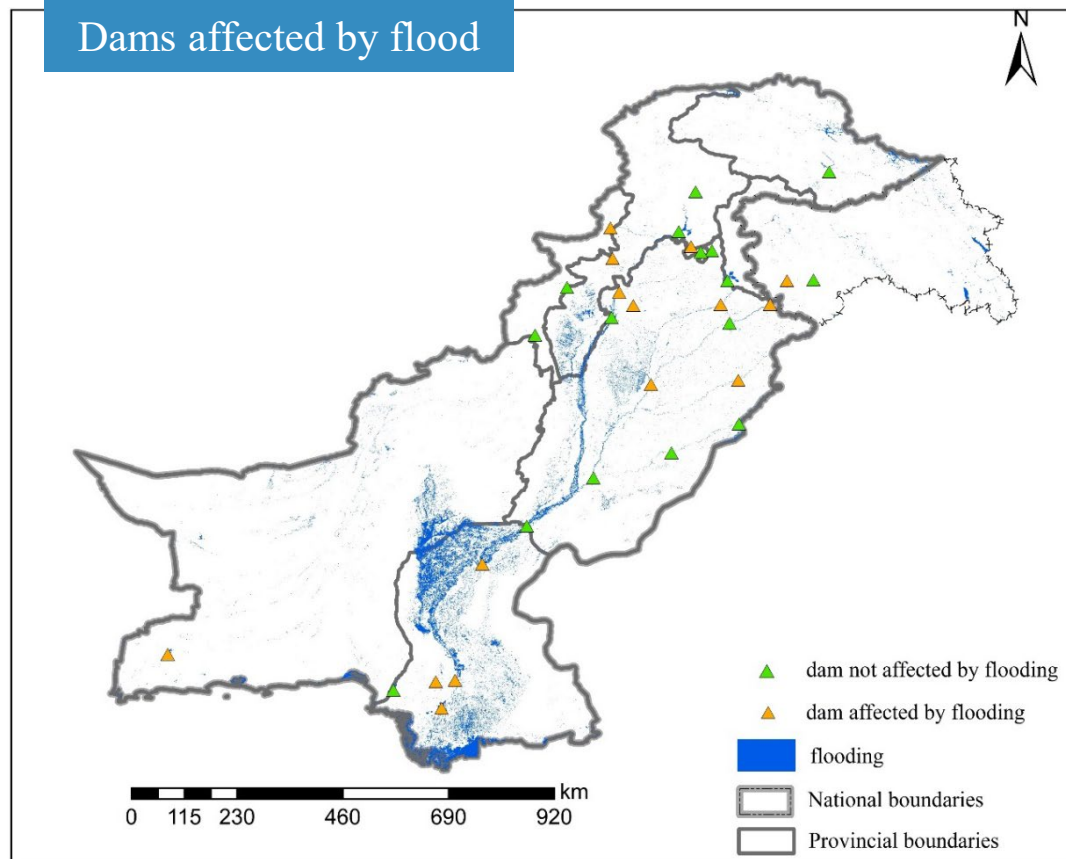 Dams affected by flood
N
dam not affected by flooding
dam affected by flooding
flooding
National boundaries
Provincial boundaries
km
0 115 230 460 690 920